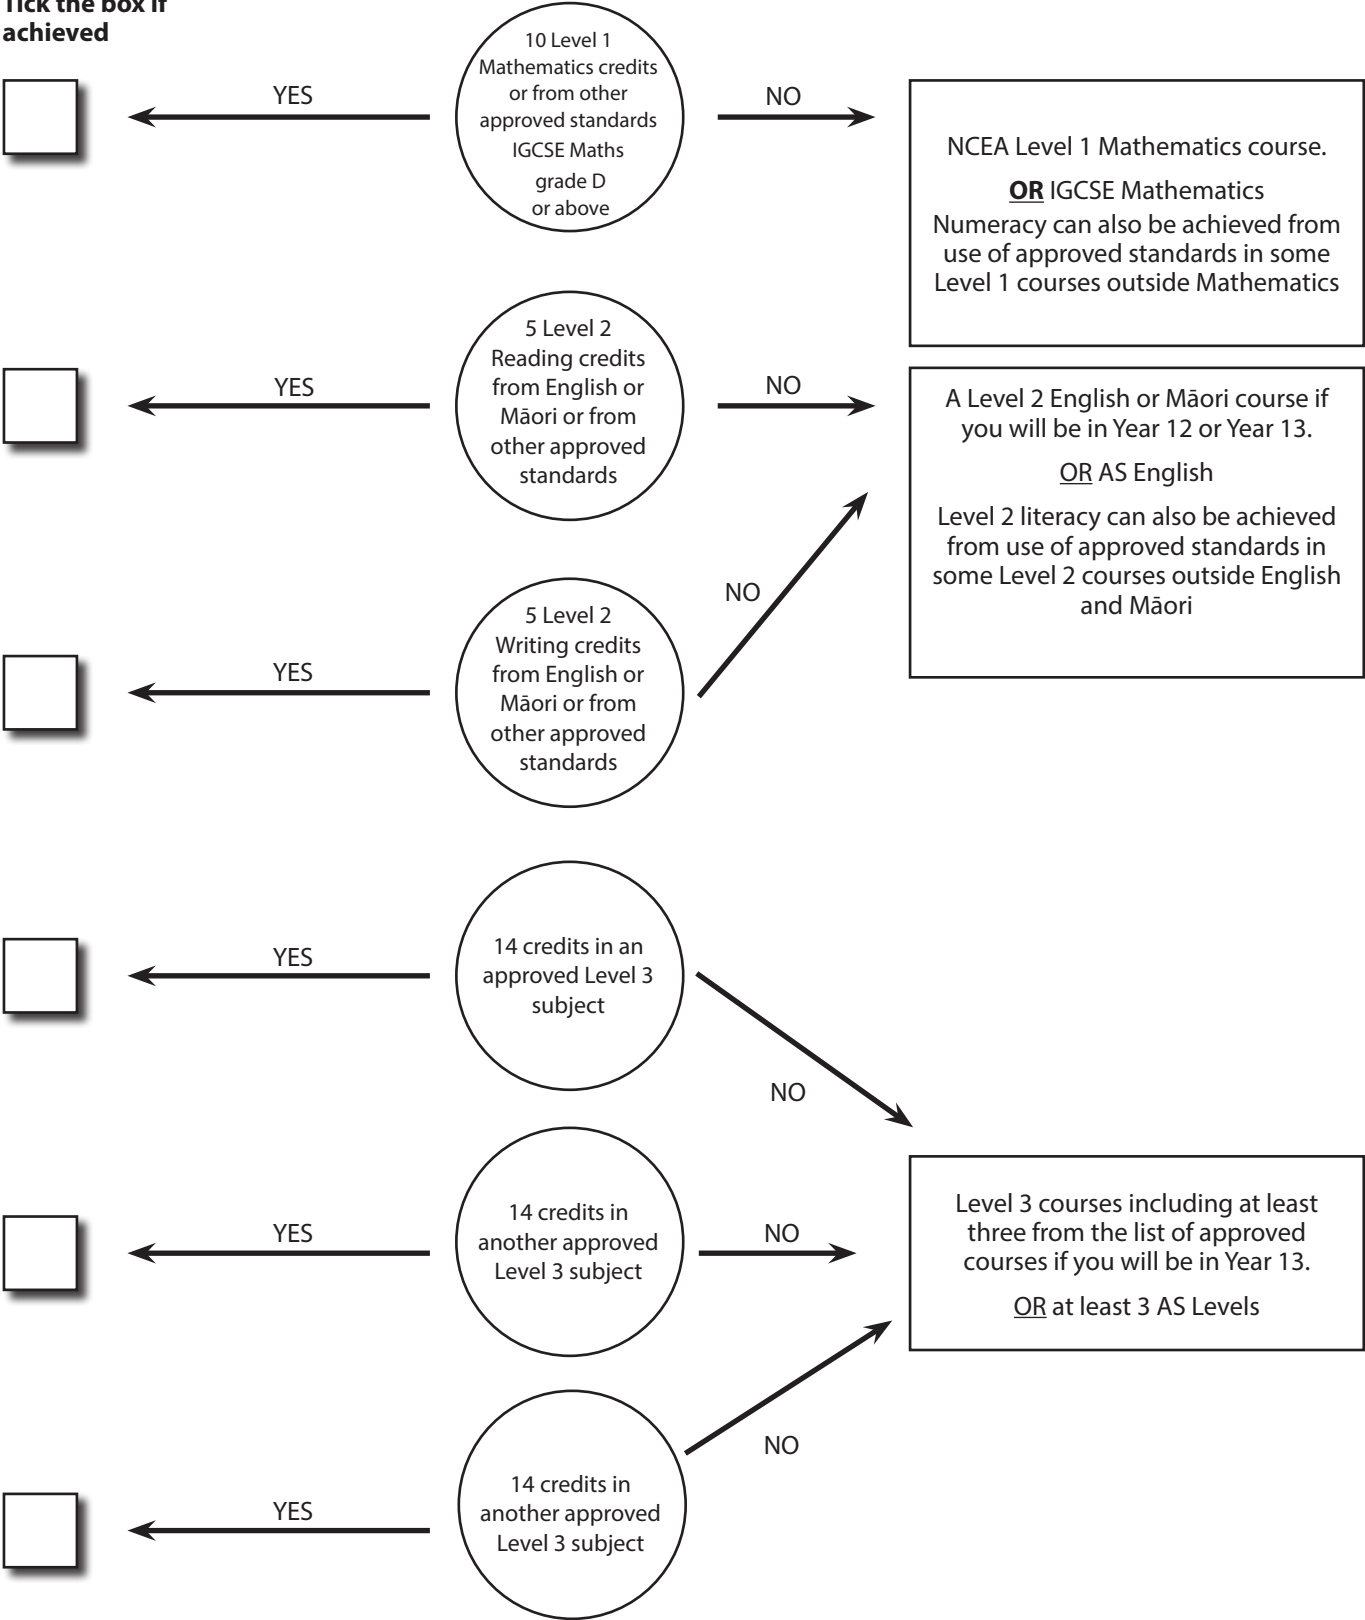 Tick the box if
achieved
10 Level 1
Mathematics credits
or from other
approved standards
IGCSE Maths
grade D
or above
YES
NO
NCEA Level 1 Mathematics course.
OR IGCSE Mathematics
Numeracy can also be achieved from
use of approved standards in some
Level 1 courses outside Mathematics
5 Level 2
Reading credits
from English or
Māori or from
other approved
standards
YES
NO
A Level 2 English or Māori course if
you will be in Year 12 or Year 13.
OR AS English
Level 2 literacy can also be achieved
from use of approved standards in
some Level 2 courses outside English
and Māori
5 Level 2
Writing credits
from English or
Māori or from
other approved
standards
YES
NO
14 credits in an
approved Level 3
subject
YES
NO
14 credits in
another approved
Level 3 subject
YES
NO
Level 3 courses including at least
three from the list of approved
courses if you will be in Year 13.
OR at least 3 AS Levels
14 credits in
another approved
Level 3 subject
YES
NO